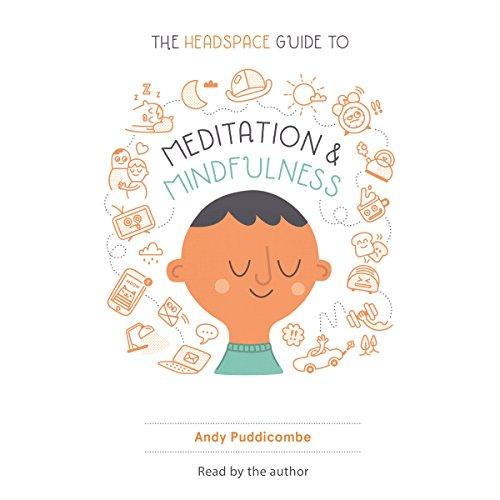 THE HEADSPACE GUIDE TO
MEDITATION &
MINDFULNESS
Andy Puddicombe
Read by the author